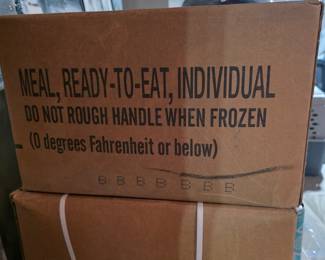 MEAL, READY-TO-EAT, INDIVIDUAL
DO NOT ROUGH HANDLE WHEN FROZEN
(0 degrees Fahrenheit or below)
B B B B B B B